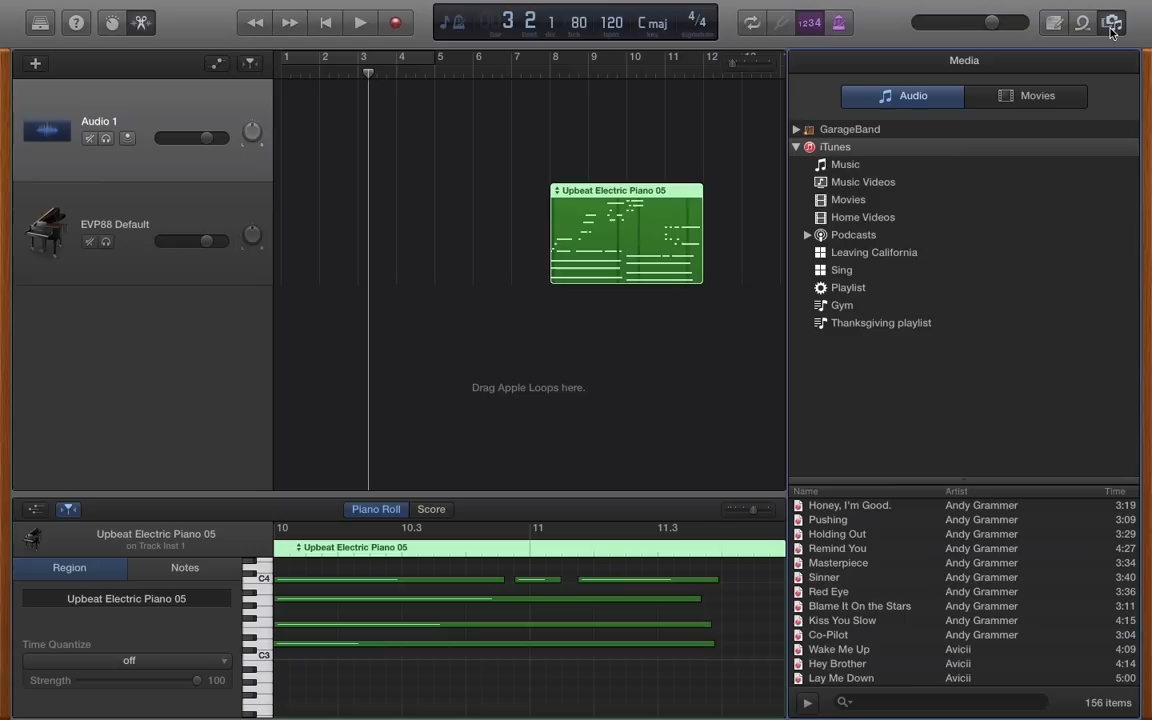 3 2 1 80 120 C maj 4/4
bar beat div tick tempo key signature
1234
1 2 3 4 5 6 7 8 9 10 11 12
Media
Audio Movies
Audio 1
EVP88 Default
Upbeat Electric Piano 05
Drag Apple Loops here.
GarageBand
iTunes
Music
Music Videos
Movies
Home Videos
Podcasts
Leaving California
Sing
Playlist
Gym
Thanksgiving playlist
Name Artist Time
Honey, I'm Good. Andy Grammer 3:19
Pushing Andy Grammer 3:09
Holding Out Andy Grammer 3:29
Remind You Andy Grammer 4:27
Masterpiece Andy Grammer 3:34
Sinner Andy Grammer 3:40
Red Eye Andy Grammer 3:36
Blame It On the Stars Andy Grammer 3:11
Kiss You Slow Andy Grammer 4:15
Co-Pilot Andy Grammer 3:04
Wake Me Up Avicii 4:09
Hey Brother Avicii 4:14
Lay Me Down Avicii 5:00
156 items
Piano Roll Score
Upbeat Electric Piano 05
on Track Inst 1
10 10.3 11 11.3
Upbeat Electric Piano 05
Region Notes
Upbeat Electric Piano 05
Time Quantize
off
Strength 100
C4
C3